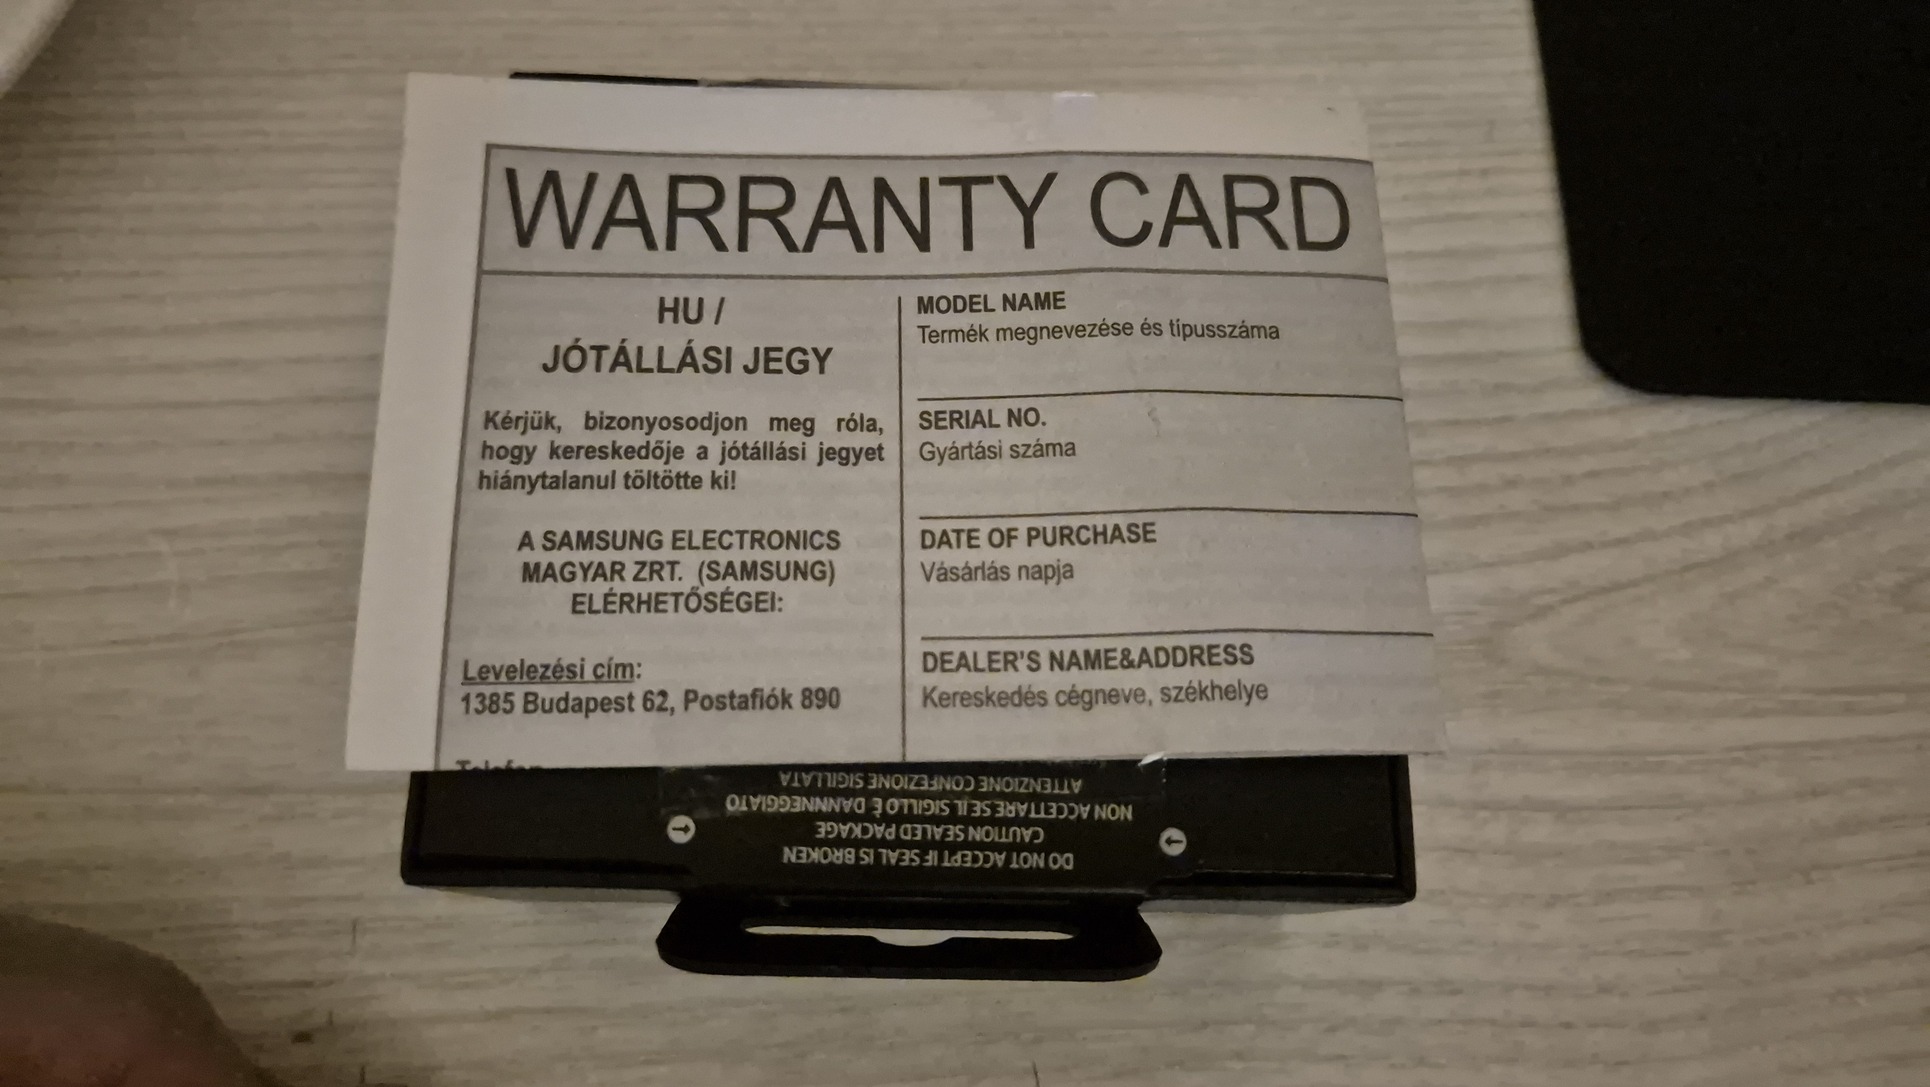 WARRANTY CARD
HU /
JÓTÁLLÁSI JEGY
Kérjük, bizonyosodjon meg róla,
hogy kereskedője a jótállási jegyet
hiánytalanul töltötte ki!
A SAMSUNG ELECTRONICS
MAGYAR ZRT. (SAMSUNG)
ELÉRHETŐSÉGEI:
Levelezési cím:
1385 Budapest 62, Postafiók 890
MODEL NAME
Termék megnevezése és típusszáma
SERIAL NO.
Gyártási száma
DATE OF PURCHASE
Vásárlás napja
DEALER'S NAME&ADDRESS
Kereskedés cégneve, székhelye
DO NOT ACCEPT IF SEAL IS BROKEN
CAUTION SEALED PACKAGE
NON ACCETTARE SE IL SIGILLO È DANNNEGGIATO
ATTENZIONE CONFEZIONE SIGILLATA